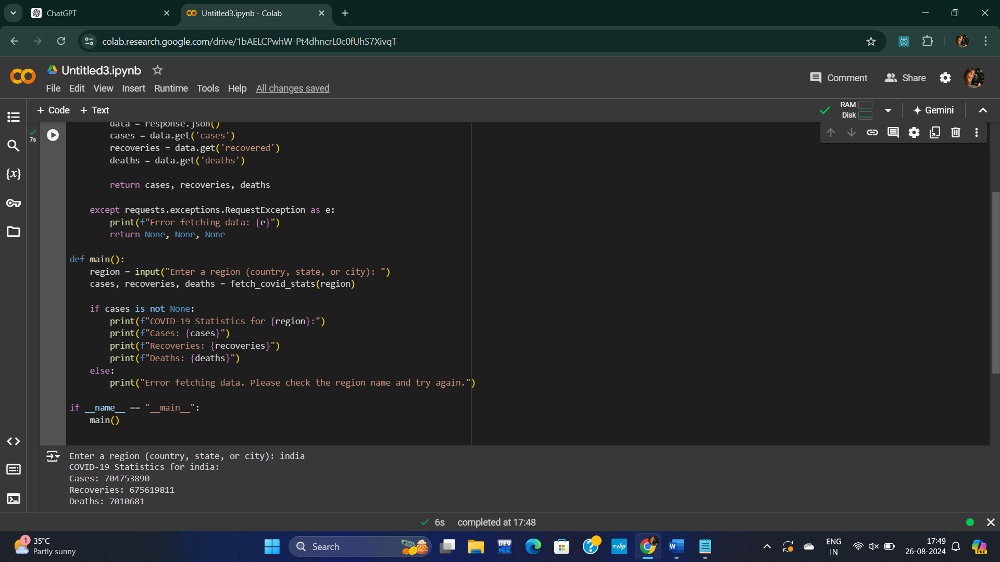 ChatGPT
Untitled3.ipynb - Colab
colab.research.google.com/drive/1bAELCPwhW-Pt4dhncrL0c0fUhS7XivqT
Untitled3.ipynb
File Edit View Insert Runtime Tools Help All changes saved
Comment Share
+ Code + Text
RAM
Disk
Gemini
7s
data = response.json()
cases = data.get('cases')
recoveries = data.get('recovered')
deaths = data.get('deaths')
return cases, recoveries, deaths
except requests.exceptions.RequestException as e:
print(f"Error fetching data: {e}")
return None, None, None
def main():
region = input("Enter a region (country, state, or city): ")
cases, recoveries, deaths = fetch_covid_stats(region)
if cases is not None:
print(f"COVID-19 Statistics for {region}:")
print(f"Cases: {cases}")
print(f"Recoveries: {recoveries}")
print(f"Deaths: {deaths}")
else:
print("Error fetching data. Please check the region name and try again.")
if __name__ == "__main__":
main()
Enter a region (country, state, or city): india
COVID-19 Statistics for india:
Cases: 704753890
Recoveries: 675619811
Deaths: 7010681
6s completed at 17:48
1
35°C
Partly sunny
Search
DEV
C++
myhp
W
ENG
IN
17:49
26-08-2024
PRE